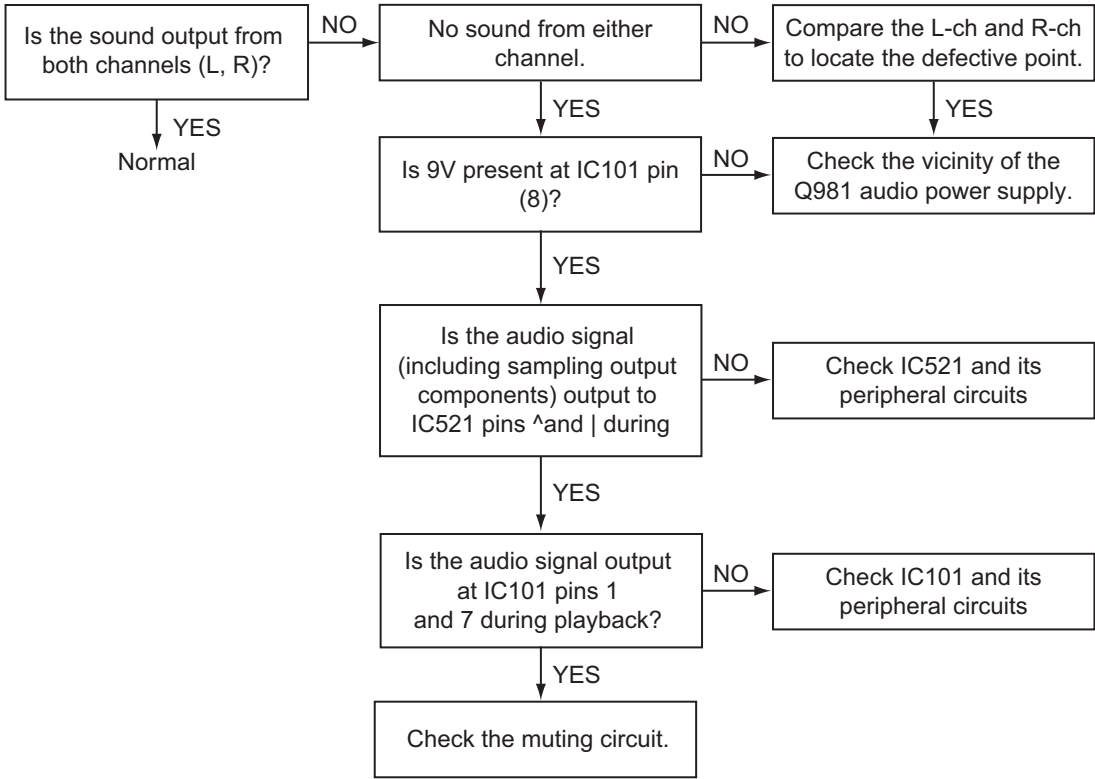 Is the sound output from
both channels (L, R)?
NO
No sound from either
channel.
NO
Compare the L-ch and R-ch
to locate the defective point.
YES
Normal
YES
YES
Is 9V present at IC101 pin
(8)?
NO
Check the vicinity of the
Q981 audio power supply.
YES
Is the audio signal
(including sampling output
components) output to
IC521 pins ^and | during
NO
Check IC521 and its
peripheral circuits
YES
Is the audio signal output
at IC101 pins 1
and 7 during playback?
NO
Check IC101 and its
peripheral circuits
YES
Check the muting circuit.